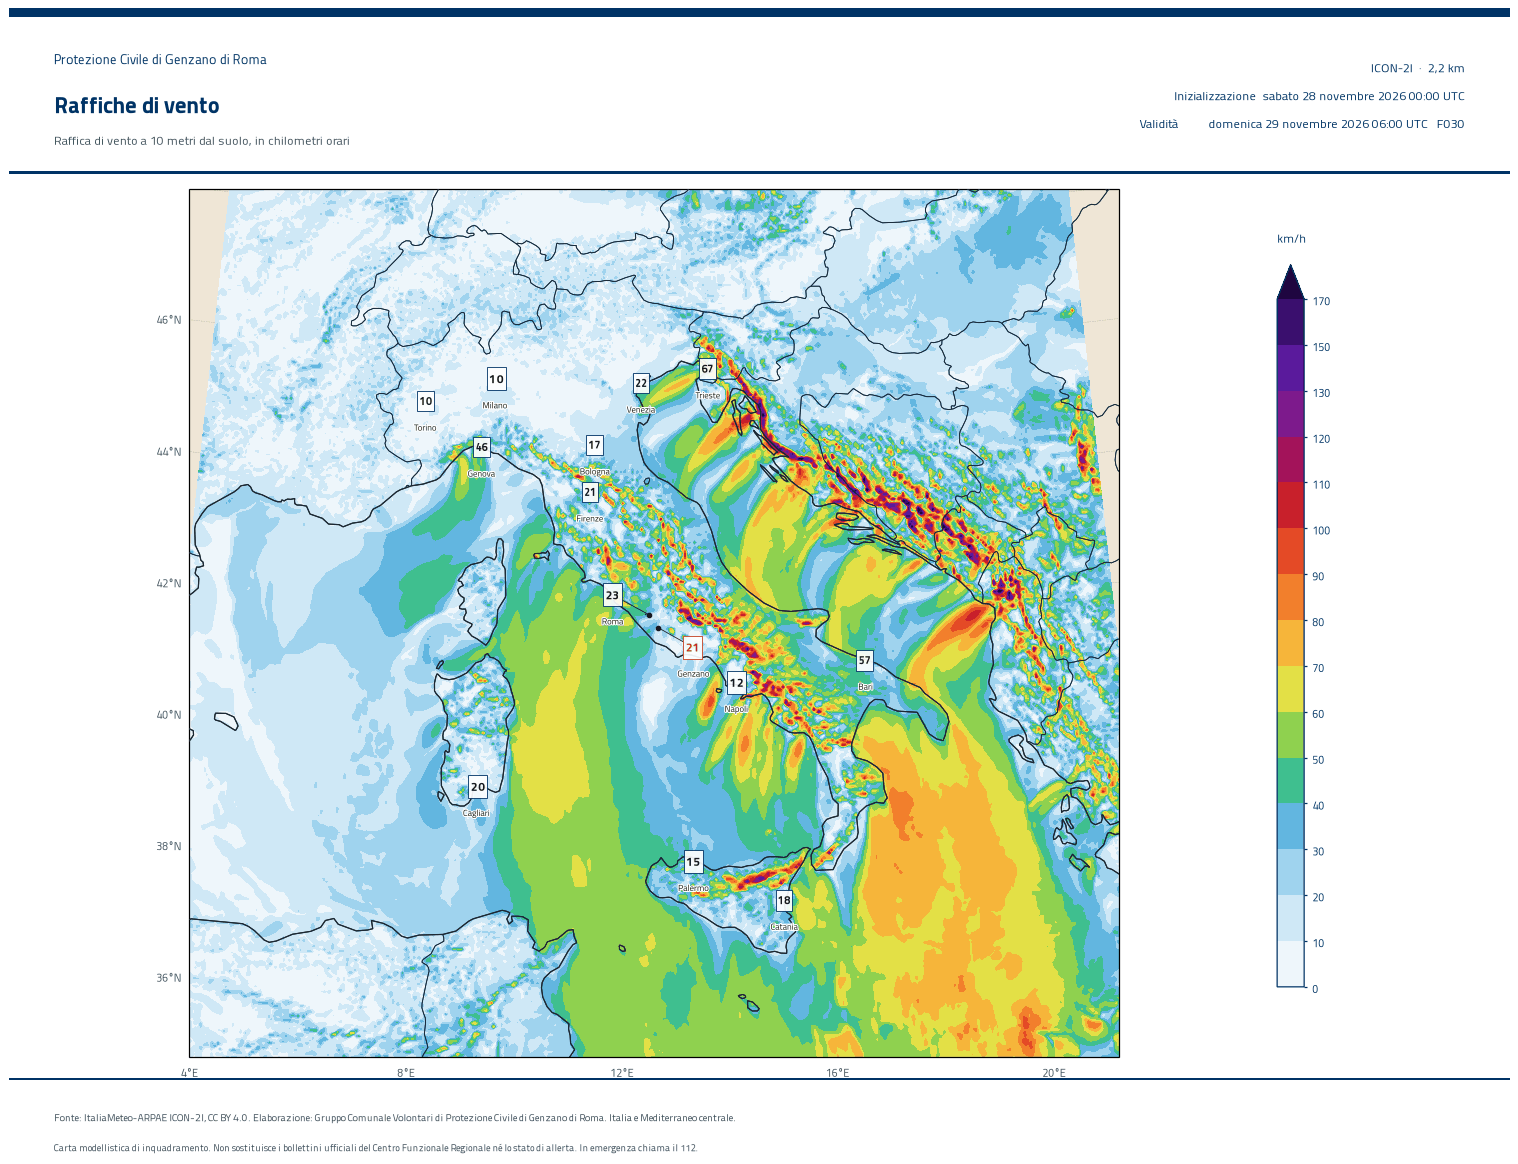 Protezione Civile di Genzano di Roma
Raffiche di vento
Raffica di vento a 10 metri dal suolo, in chilometri orari
ICON-2I · 2,2 km
Inizializzazione sabato 28 novembre 2026 00:00 UTC
Validità domenica 29 novembre 2026 06:00 UTC F030
km/h
170
150
130
120
110
100
90
80
70
60
50
40
30
20
10
0
46°N
44°N
42°N
40°N
38°N
36°N
4°E
8°E
12°E
16°E
20°E
67
Trieste
22
Venezia
10
Milano
10
Torino
46
Genova
17
Bologna
21
Firenze
23
Roma
21
Genzano
12
Napoli
57
Bari
20
Cagliari
15
Palermo
18
Catania
Fonte: ItaliaMeteo-ARPAE ICON-2I, CC BY 4.0. Elaborazione: Gruppo Comunale Volontari di Protezione Civile di Genzano di Roma. Italia e Mediterraneo centrale.
Carta modellistica di inquadramento. Non sostituisce i bollettini ufficiali del Centro Funzionale Regionale né lo stato di allerta. In emergenza chiama il 112.